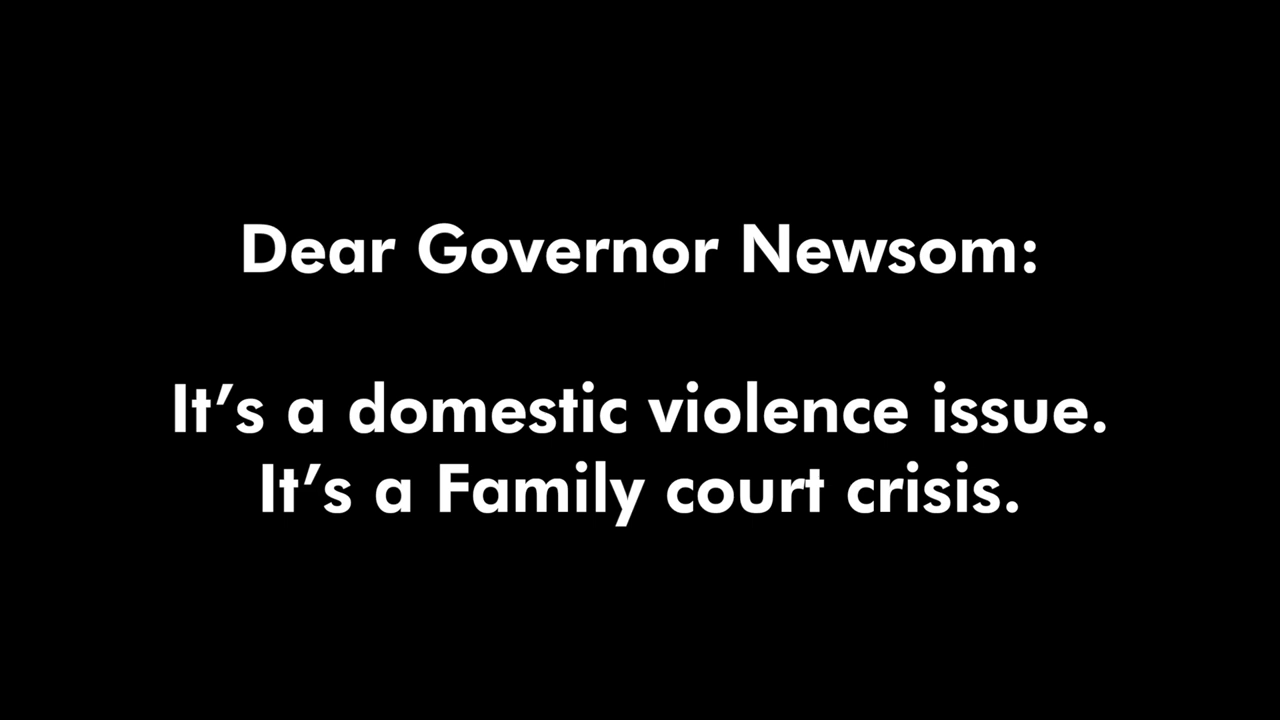 Dear Governor Newsom:
It’s a domestic violence issue.
It’s a Family court crisis.